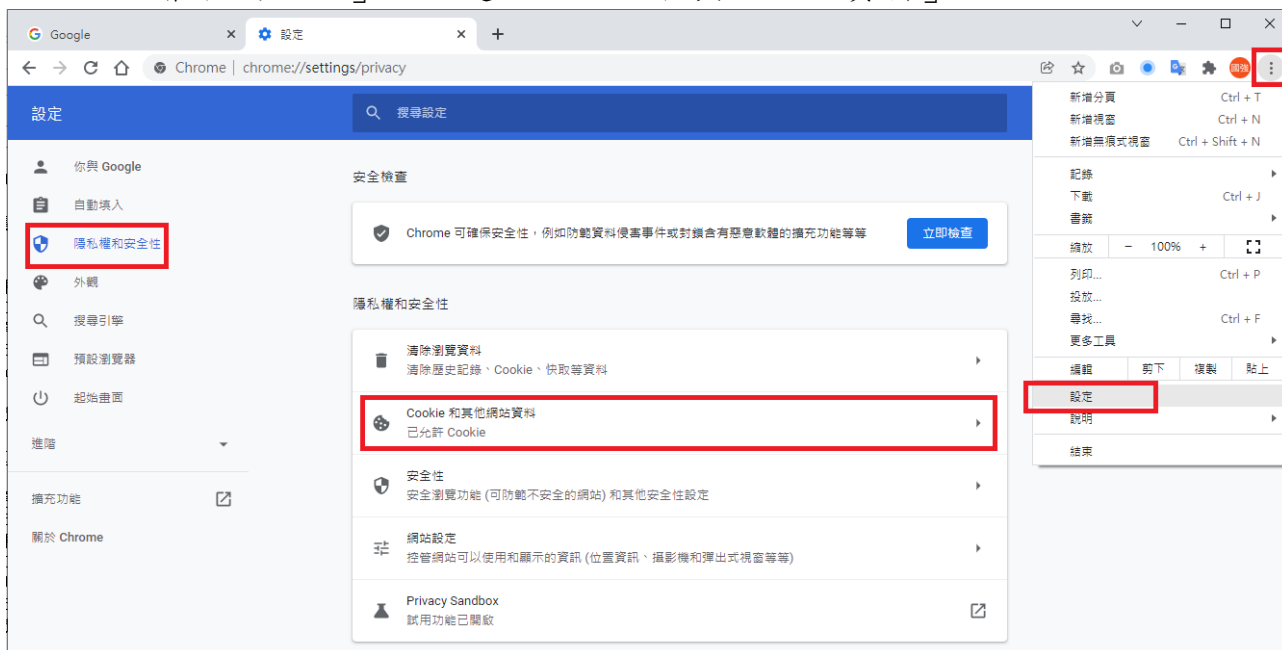 Google
設定
Chrome | chrome://settings/privacy
國強
設定
搜尋設定
你與 Google
自動填入
隱私權和安全性
外觀
搜尋引擎
預設瀏覽器
起始畫面
進階
擴充功能
關於 Chrome
安全檢查
Chrome 可確保安全性，例如防範資料侵害事件或封鎖含有惡意軟體的擴充功能等等
立即檢查
隱私權和安全性
清除瀏覽資料
清除歷史記錄、Cookie、快取等資料
Cookie 和其他網站資料
已允許 Cookie
安全性
安全瀏覽功能 (可防範不安全的網站) 和其他安全性設定
網站設定
控管網站可以使用和顯示的資訊 (位置資訊、攝影機和彈出式視窗等等)
Privacy Sandbox
試用功能已開啟
新增分頁 Ctrl + T
新增視窗 Ctrl + N
新增無痕式視窗 Ctrl + Shift + N
記錄
下載 Ctrl + J
書籤
縮放 − 100% +
列印... Ctrl + P
投放...
尋找... Ctrl + F
更多工具
編輯 剪下 複製 貼上
設定
說明
結束